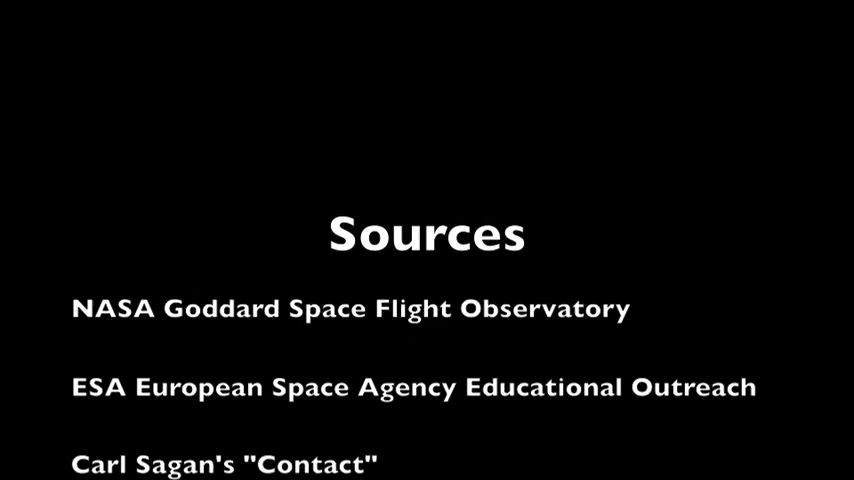 Sources
NASA Goddard Space Flight Observatory
ESA European Space Agency Educational Outreach
Carl Sagan's "Contact"